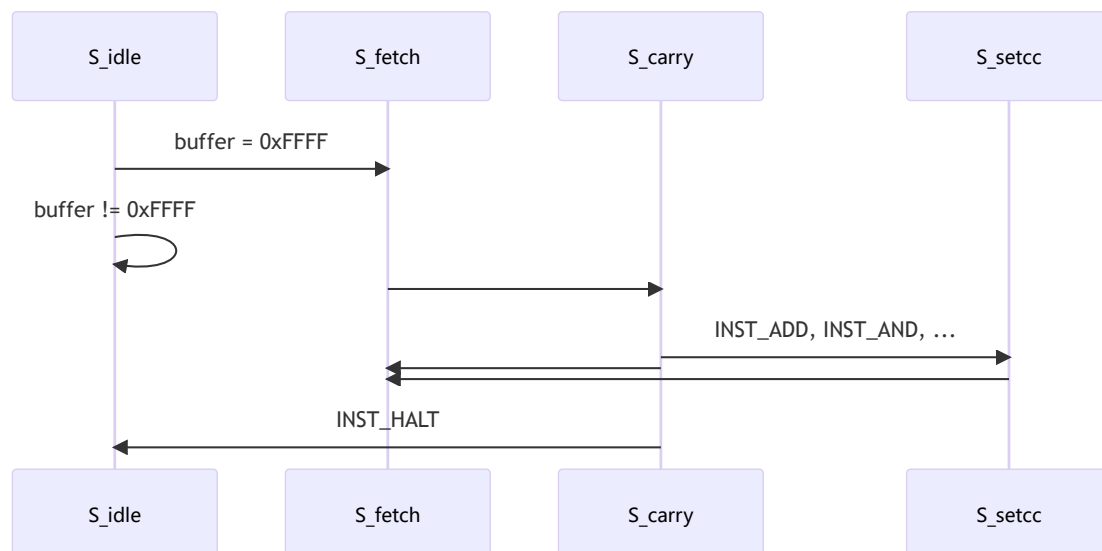 S_idle
S_fetch
S_carry
S_setcc
buffer = 0xFFFF
buffer != 0xFFFF
INST_ADD, INST_AND, ...
INST_HALT
S_idle
S_fetch
S_carry
S_setcc